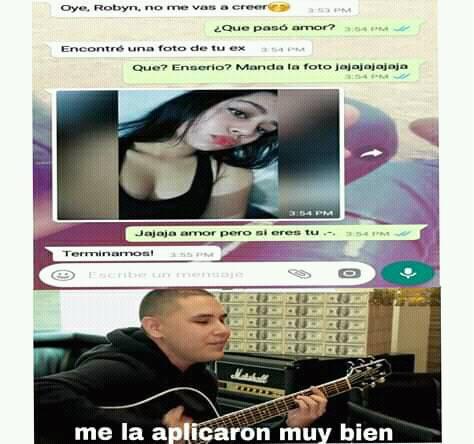 Oye, Robyn, no me vas a creer🤭 3:53 PM
¿Que pasó amor? 3:54 PM
Encontré una foto de tu ex 3:54 PM
Que? Enserio? Manda la foto jajajajajaja
3:54 PM
3:54 PM
Jajaja amor pero si eres tu .-. 3:54 PM
Terminamos! 3:55 PM
Escribe un mensaje
Marshall
me la aplicaron muy bien